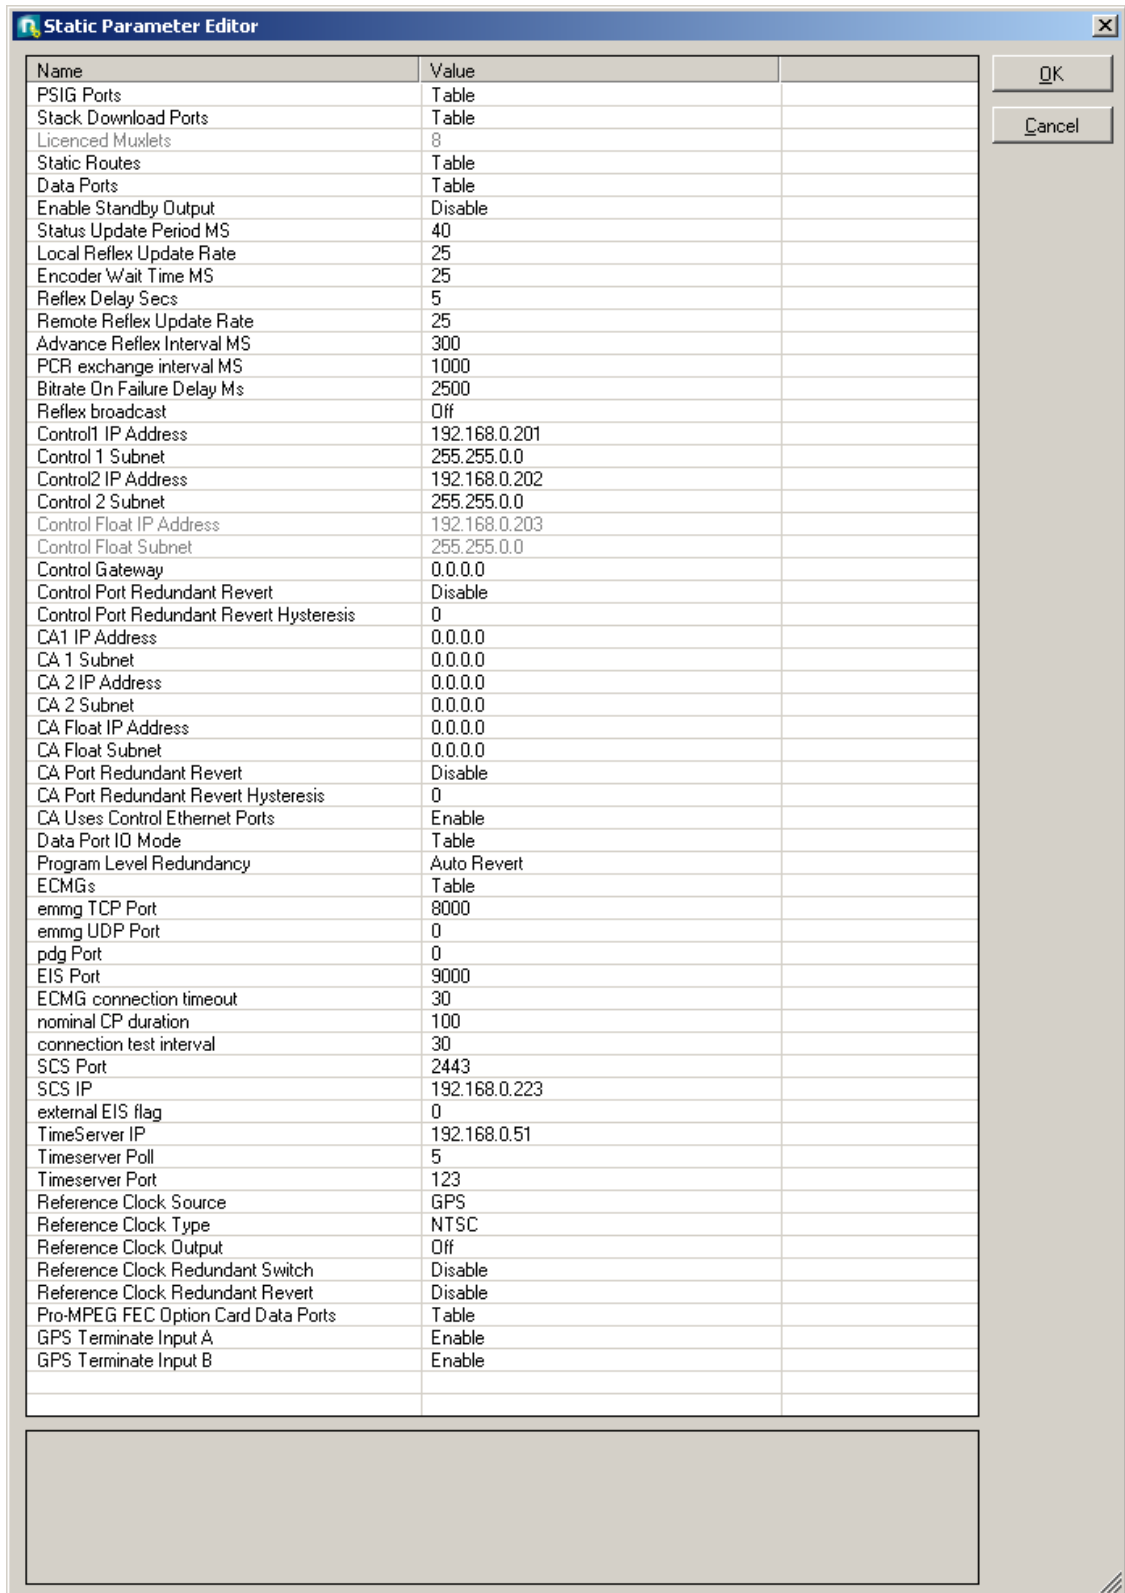 Static Parameter Editor
Name Value
OK
PSIG Ports Table
Stack Download Ports Table
Cancel
Licenced Muxlets 8
Static Routes Table
Data Ports Table
Enable Standby Output Disable
Status Update Period MS 40
Local Reflex Update Rate 25
Encoder Wait Time MS 25
Reflex Delay Secs 5
Remote Reflex Update Rate 25
Advance Reflex Interval MS 300
PCR exchange interval MS 1000
Bitrate On Failure Delay Ms 2500
Reflex broadcast Off
Control1 IP Address 192.168.0.201
Control 1 Subnet 255.255.0.0
Control2 IP Address 192.168.0.202
Control 2 Subnet 255.255.0.0
Control Float IP Address 192.168.0.203
Control Float Subnet 255.255.0.0
Control Gateway 0.0.0.0
Control Port Redundant Revert Disable
Control Port Redundant Revert Hysteresis 0
CA1 IP Address 0.0.0.0
CA 1 Subnet 0.0.0.0
CA 2 IP Address 0.0.0.0
CA 2 Subnet 0.0.0.0
CA Float IP Address 0.0.0.0
CA Float Subnet 0.0.0.0
CA Port Redundant Revert Disable
CA Port Redundant Revert Hysteresis 0
CA Uses Control Ethernet Ports Enable
Data Port IO Mode Table
Program Level Redundancy Auto Revert
ECMGs Table
emmg TCP Port 8000
emmg UDP Port 0
pdg Port 0
EIS Port 9000
ECMG connection timeout 30
nominal CP duration 100
connection test interval 30
SCS Port 2443
SCS IP 192.168.0.223
external EIS flag 0
TimeServer IP 192.168.0.51
Timeserver Poll 5
Timeserver Port 123
Reference Clock Source GPS
Reference Clock Type NTSC
Reference Clock Output Off
Reference Clock Redundant Switch Disable
Reference Clock Redundant Revert Disable
Pro-MPEG FEC Option Card Data Ports Table
GPS Terminate Input A Enable
GPS Terminate Input B Enable